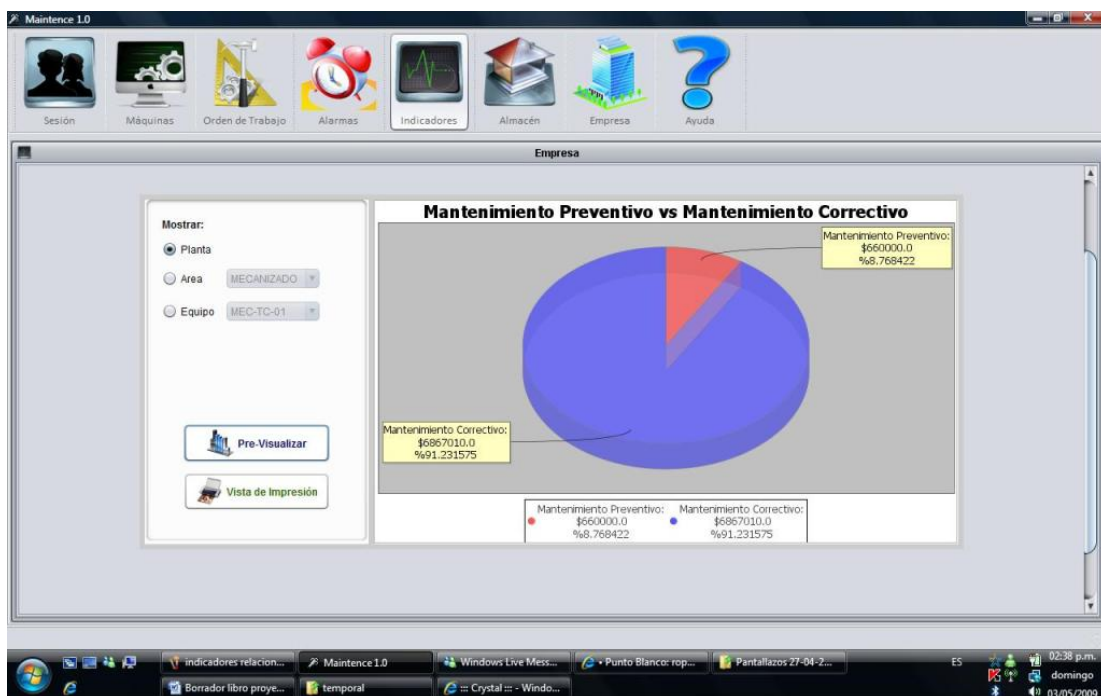 Maintence 1.0
Sesión
Máquinas
Orden de Trabajo
Alarmas
Indicadores
Almacén
Empresa
Ayuda
Empresa
Mostrar:
Planta
Area
MECANIZADO
Equipo
MEC-TC-01
Pre-Visualizar
Vista de Impresión
Mantenimiento Preventivo vs Mantenimiento Correctivo
Mantenimiento Preventivo:
$660000.0
%8.768422
Mantenimiento Correctivo:
$6867010.0
%91.231575
Mantenimiento Preventivo:
$660000.0
%8.768422
Mantenimiento Correctivo:
$6867010.0
%91.231575
indicadores relacion...
Maintence 1.0
Windows Live Mess...
Punto Blanco: rop...
Pantallazos 27-04-2...
ES
02:38 p.m.
Borrador libro proye...
temporal
::: Crystal ::: - Windo...
domingo
03/05/2009